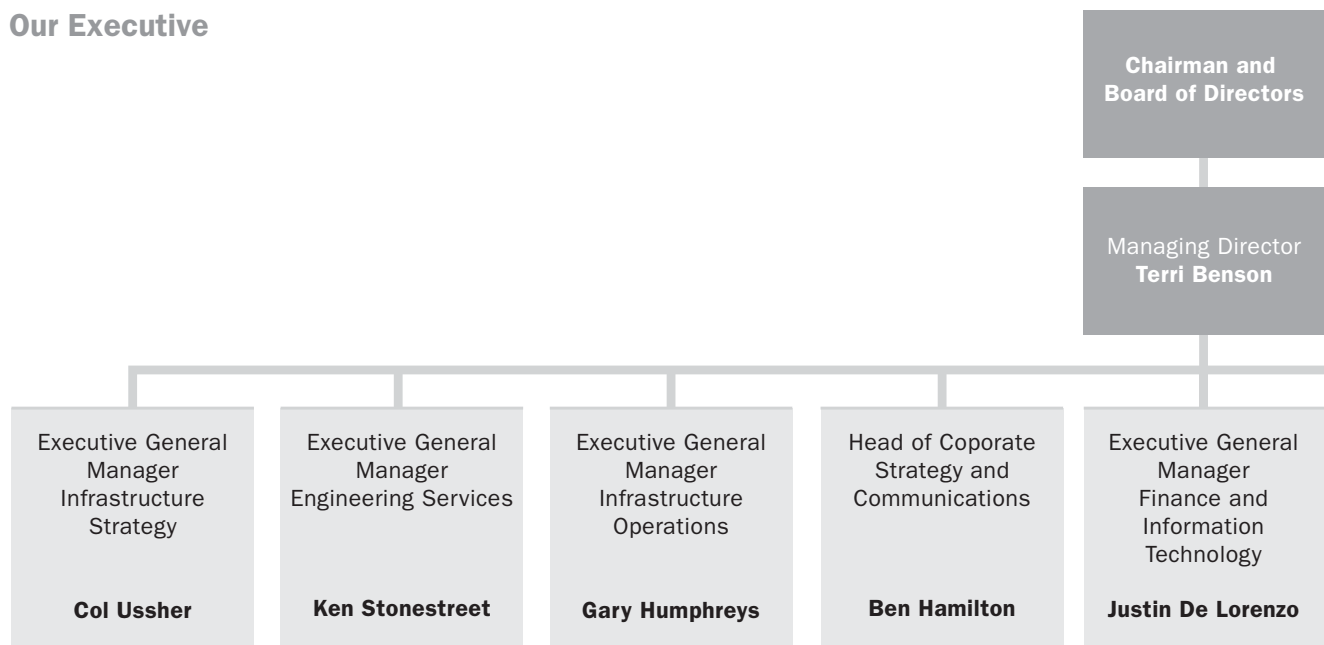 Our Executive
Chairman and
Board of Directors
Managing Director
Terri Benson
Executive General
Manager
Infrastructure
Strategy
Col Ussher
Executive General
Manager
Engineering Services
Ken Stonestreet
Executive General
Manager
Infrastructure
Operations
Gary Humphreys
Head of Coporate
Strategy and
Communications
Ben Hamilton
Executive General
Manager
Finance and
Information
Technology
Justin De Lorenzo